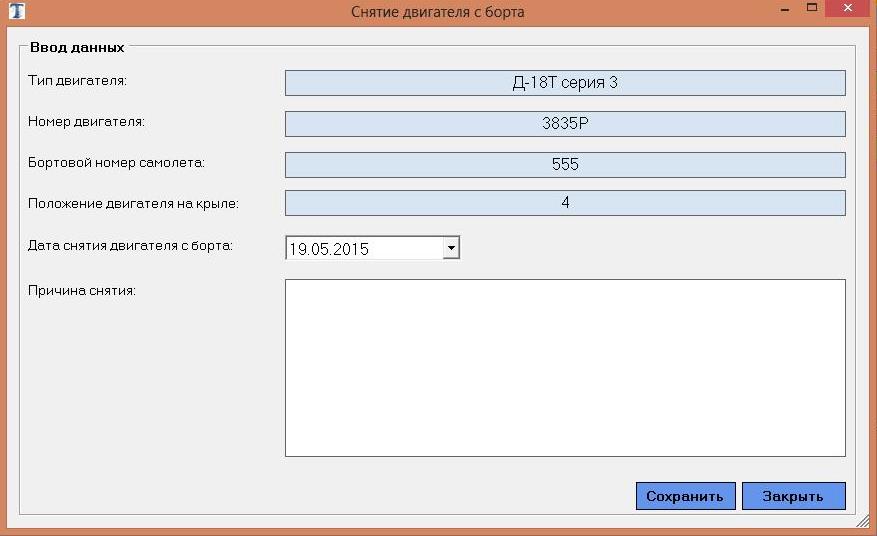 Снятие двигателя с борта
Ввод данных
Тип двигателя: Д-18Т серия 3
Номер двигателя: 3835Р
Бортовой номер самолета: 555
Положение двигателя на крыле: 4
Дата снятия двигателя с борта: 19.05.2015
Причина снятия:
Сохранить Закрыть